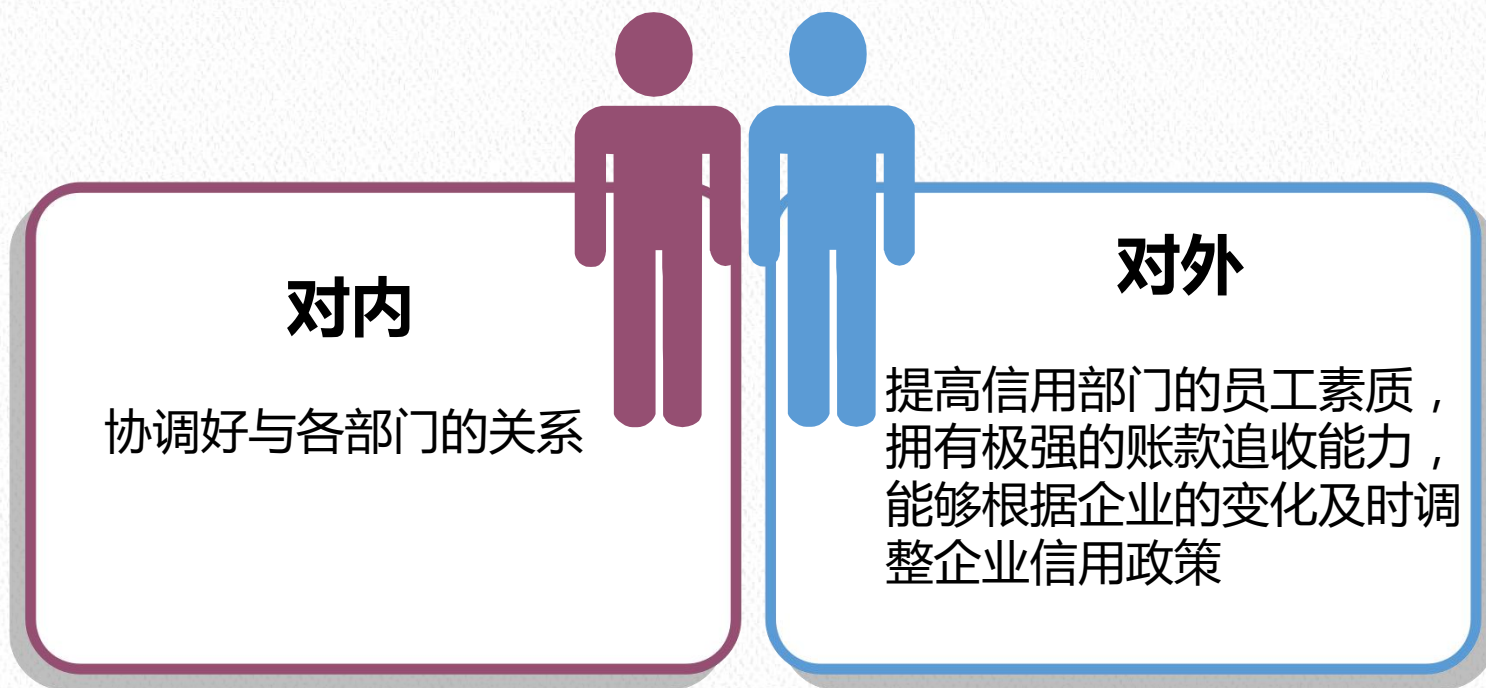 对内
协调好与各部门的关系
对外
提高信用部门的员工素质，
拥有极强的账款追收能力，
能够根据企业的变化及时调
整企业信用政策